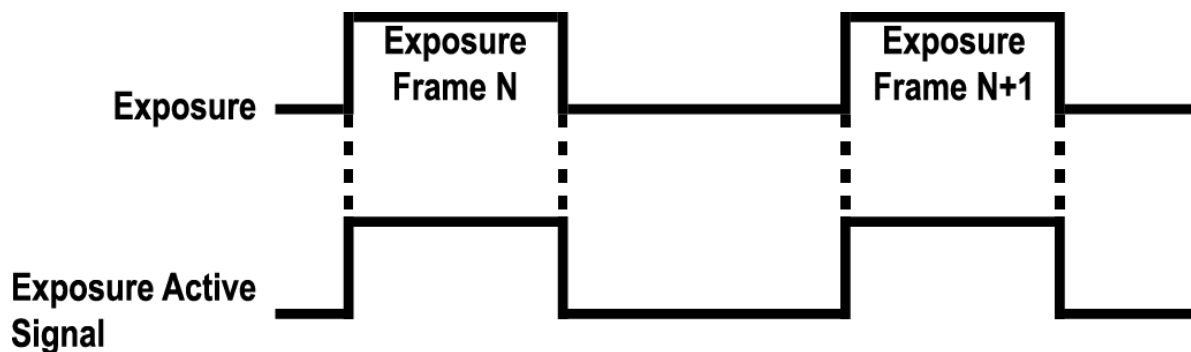 Exposure
Frame N
Exposure
Frame N+1
Exposure
Exposure Active
Signal